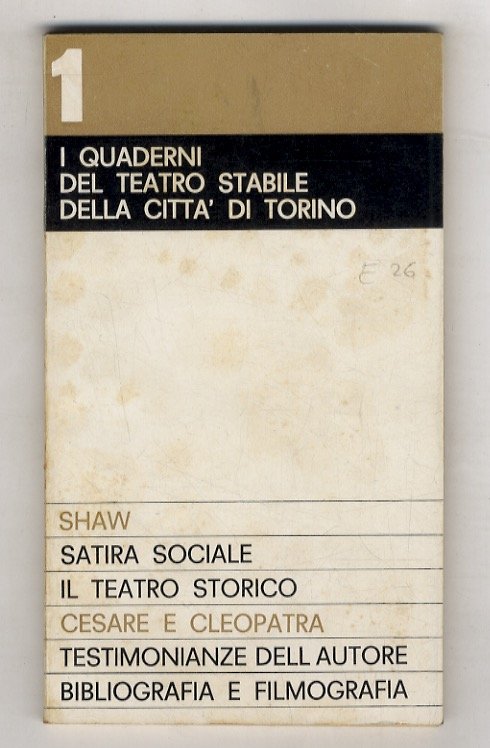 1
I QUADERNI
DEL TEATRO STABILE
DELLA CITTA' DI TORINO
E 26
SHAW
SATIRA SOCIALE
IL TEATRO STORICO
CESARE E CLEOPATRA
TESTIMONIANZE DELL AUTORE
BIBLIOGRAFIA E FILMOGRAFIA